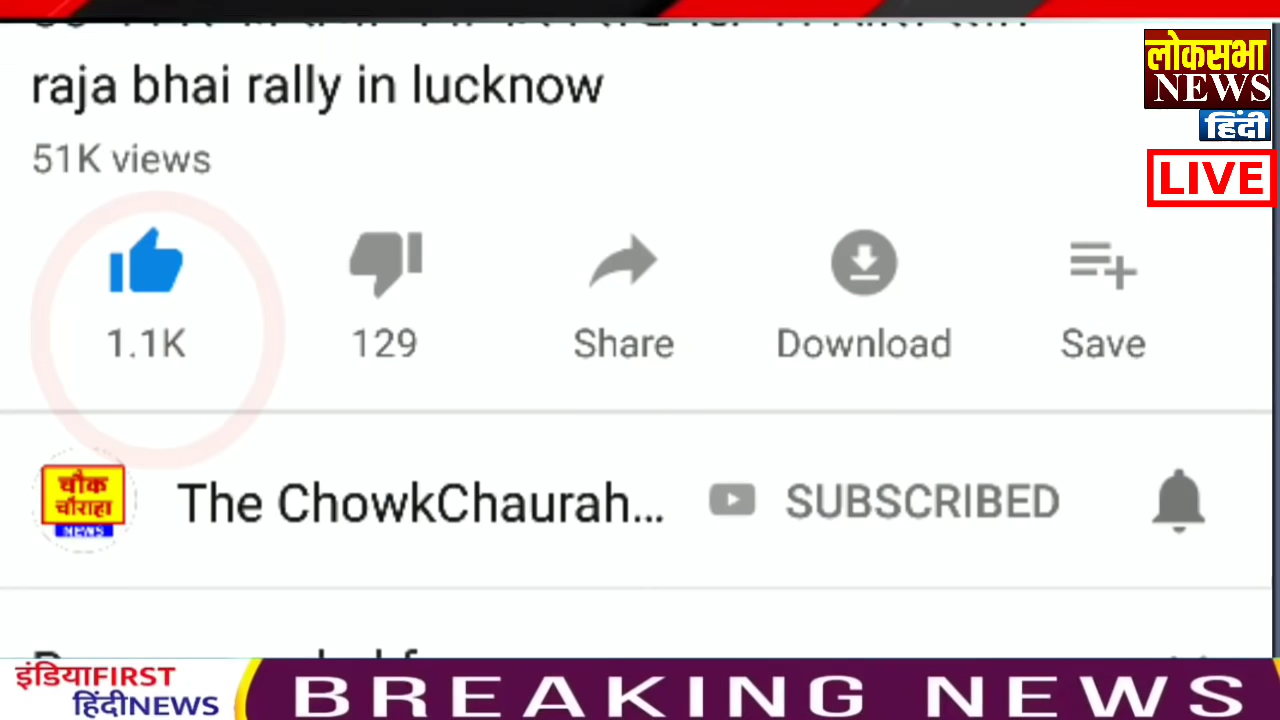 raja bhai rally in lucknow
51K views
1.1K
129
Share
Download
Save
चौक
चौराहा
NEWS
The ChowkChaurah...
SUBSCRIBED
लोकसभा
NEWS
हिंदी
LIVE
इंडियाFIRST
हिंदीNEWS
BREAKING NEWS